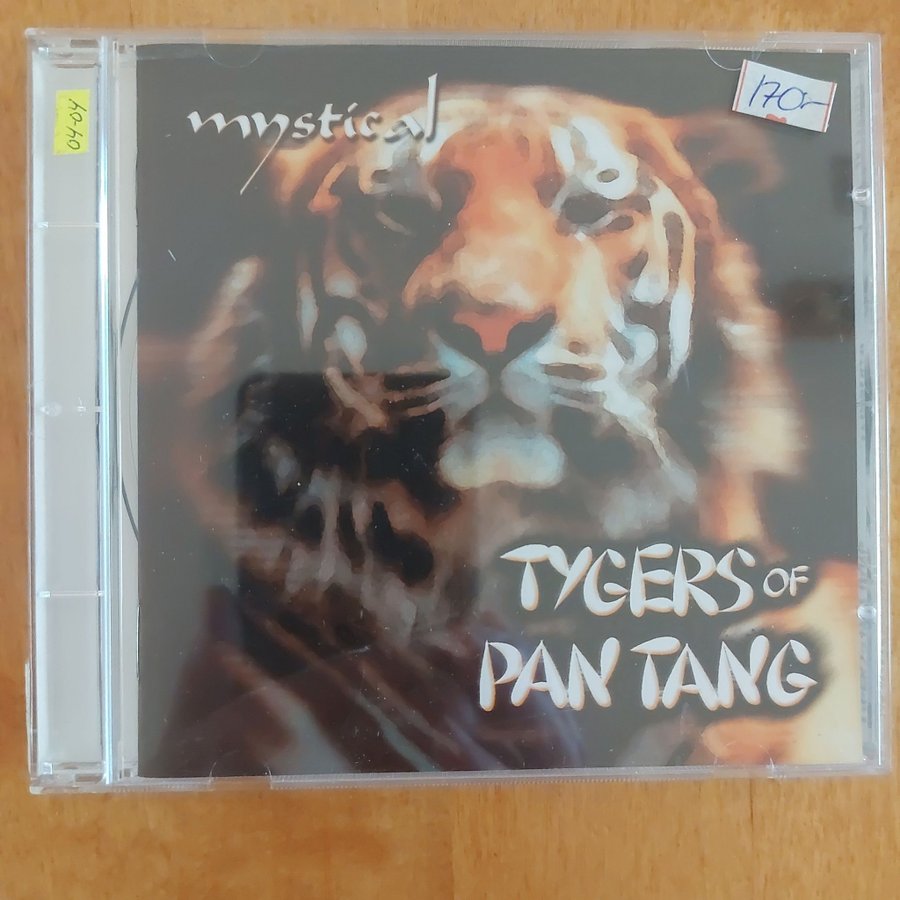 mystical
170-
04-04
TYGERS OF
PAN TANG